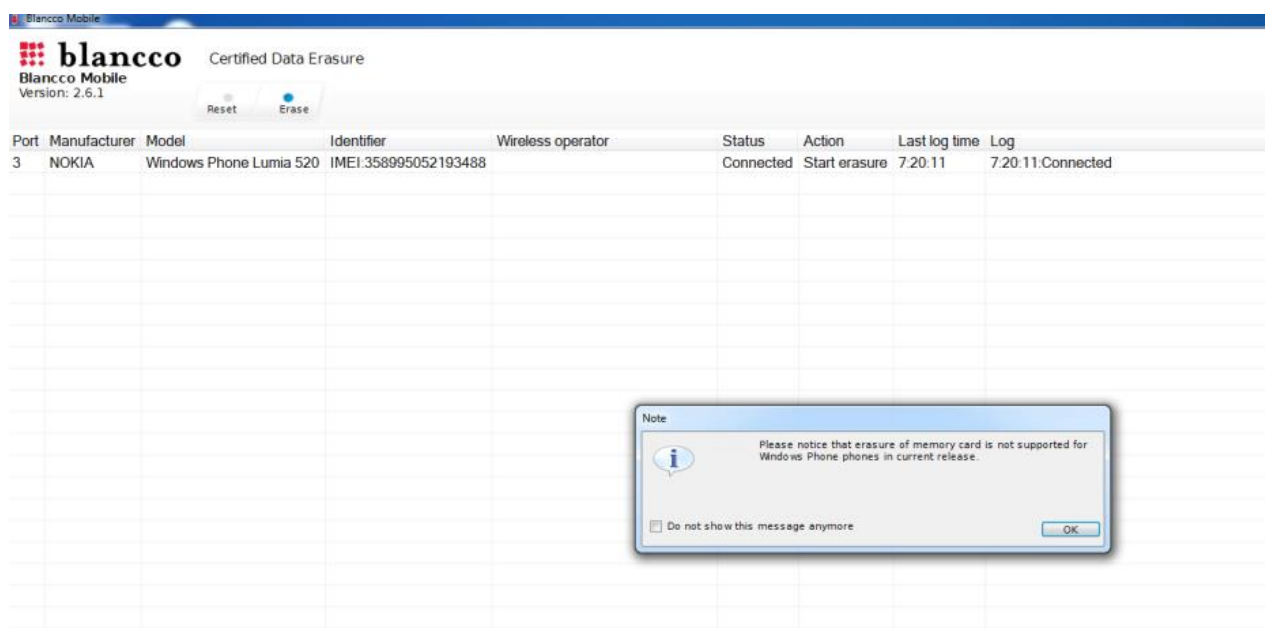 Blancco Mobile
blancco
Certified Data Erasure
Blancco Mobile
Version: 2.6.1
Reset Erase
Port Manufacturer Model Identifier Wireless operator Status Action Last log time Log
3 NOKIA Windows Phone Lumia 520 IMEI:358995052193488 Connected Start erasure 7:20:11 7:20:11:Connected
Note
Please notice that erasure of memory card is not supported for
Windows Phone phones in current release.
Do not show this message anymore
OK